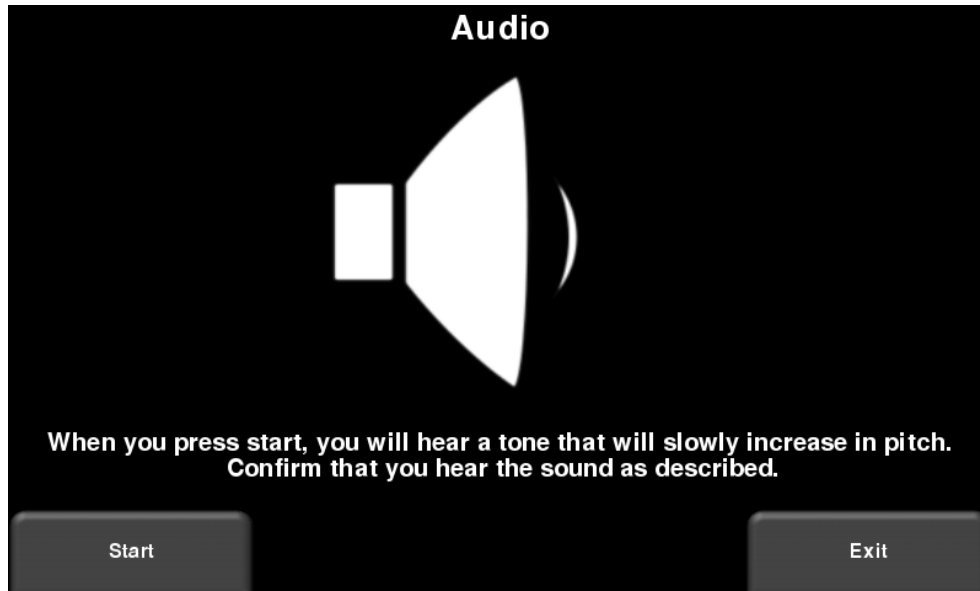 Audio
When you press start, you will hear a tone that will slowly increase in pitch.
Confirm that you hear the sound as described.
Start
Exit